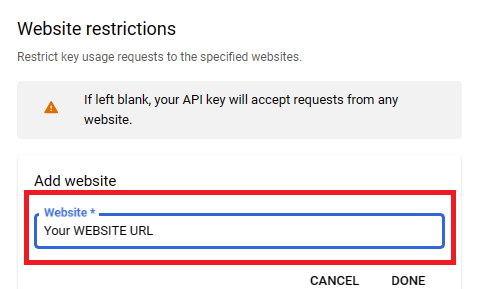 Website restrictions
Restrict key usage requests to the specified websites.
If left blank, your API key will accept requests from any
website.
Add website
Website *
Your WEBSITE URL
CANCEL DONE